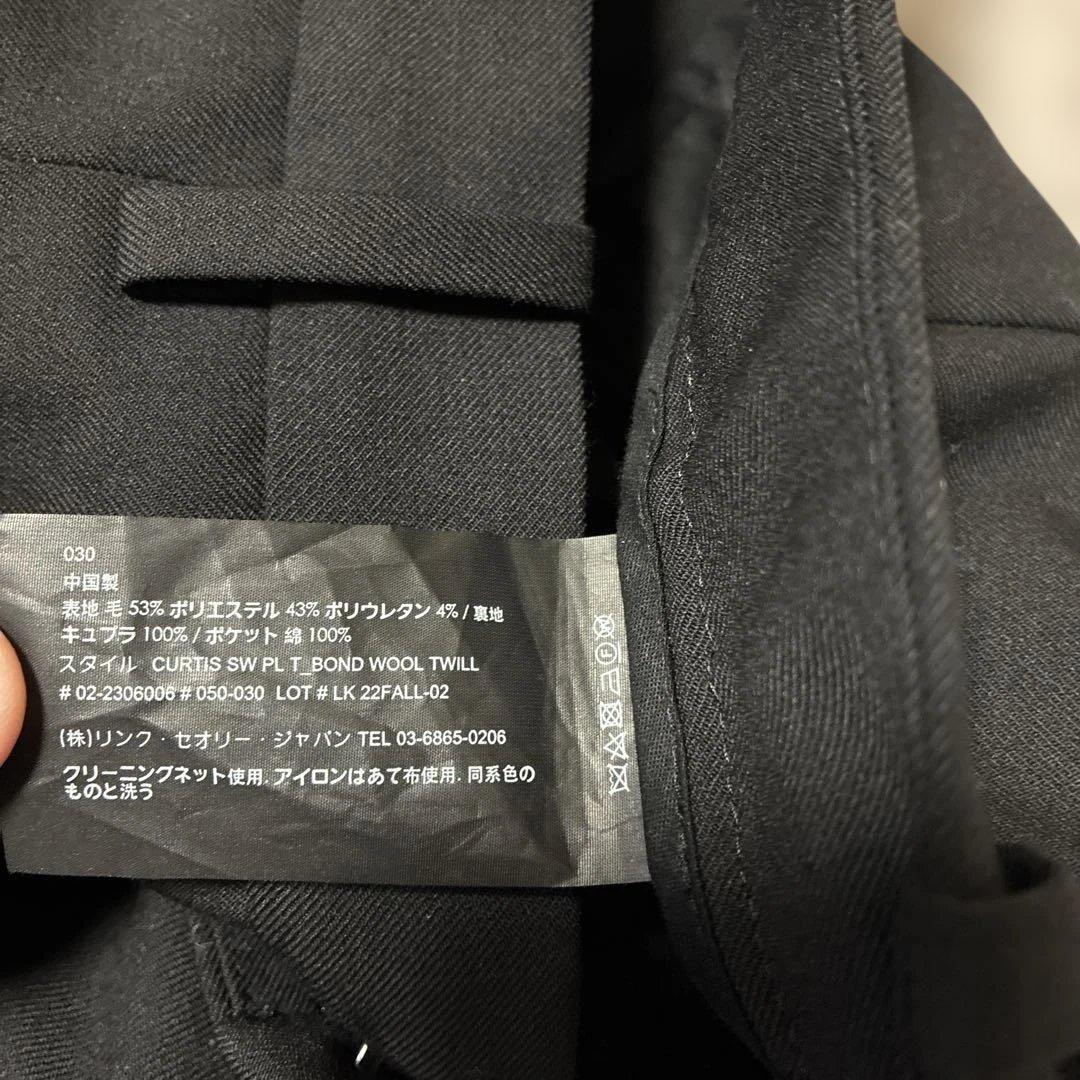 030
中国製
表地 毛 53% ポリエステル 43% ポリウレタン 4% / 裏地
キュプラ 100% / ポケット 綿 100%
スタイル CURTIS SW PL T_BOND WOOL TWILL
# 02-2306006 # 050-030 LOT # LK 22FALL-02
(株)リンク・セオリー・ジャパン TEL 03-6865-0206
クリーニングネット使用. アイロンはあて布使用. 同系色の
ものと洗う